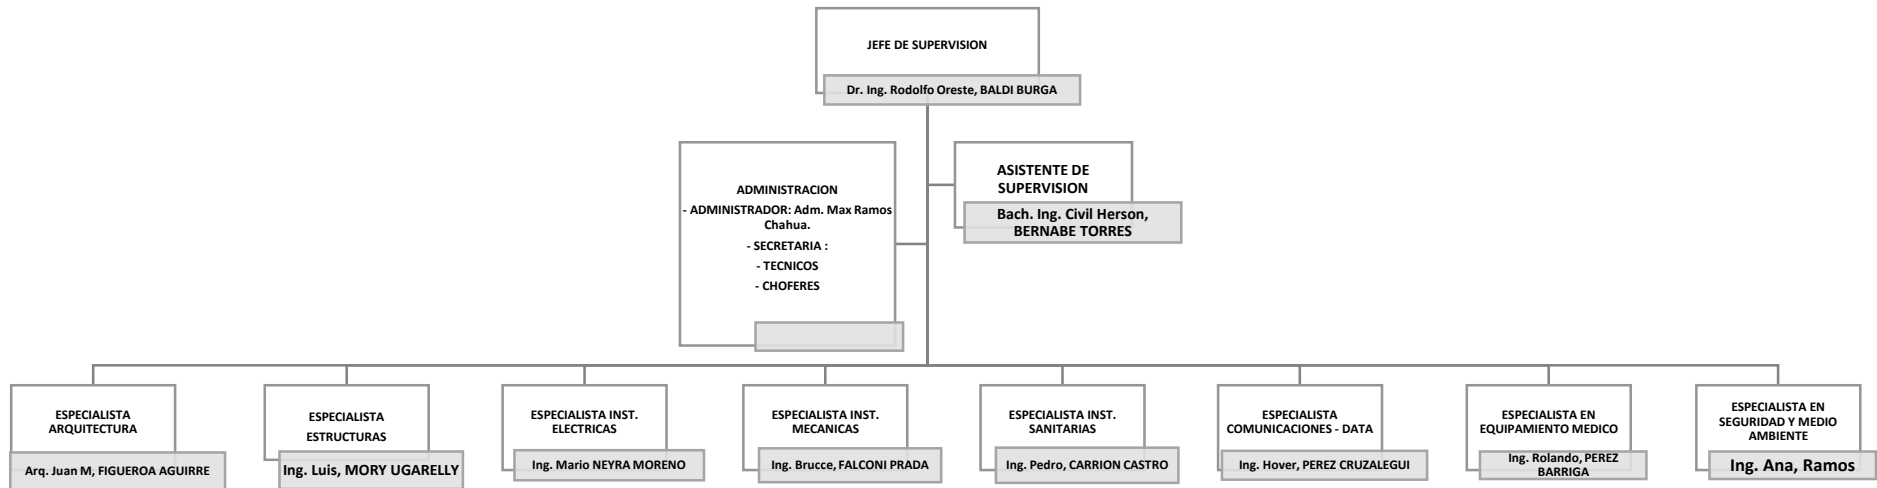 JEFE DE SUPERVISION
Dr. Ing. Rodolfo Oreste, BALDI BURGA
ADMINISTRACION
- ADMINISTRADOR: Adm. Max Ramos
Chahua.
- SECRETARIA :
- TECNICOS
- CHOFERES
ASISTENTE DE
SUPERVISION
Bach. Ing. Civil Herson,
BERNABE TORRES
ESPECIALISTA
ARQUITECTURA
Arq. Juan M, FIGUEROA AGUIRRE
ESPECIALISTA
ESTRUCTURAS
Ing. Luis, MORY UGARELLY
ESPECIALISTA INST.
ELECTRICAS
Ing. Mario NEYRA MORENO
ESPECIALISTA INST.
MECANICAS
Ing. Brucce, FALCONI PRADA
ESPECIALISTA INST.
SANITARIAS
Ing. Pedro, CARRION CASTRO
ESPECIALISTA
COMUNICACIONES - DATA
Ing. Hover, PEREZ CRUZALEGUI
ESPECIALISTA EN
EQUIPAMIENTO MEDICO
Ing. Rolando, PEREZ
BARRIGA
ESPECIALISTA EN
SEGURIDAD Y MEDIO
AMBIENTE
Ing. Ana, Ramos